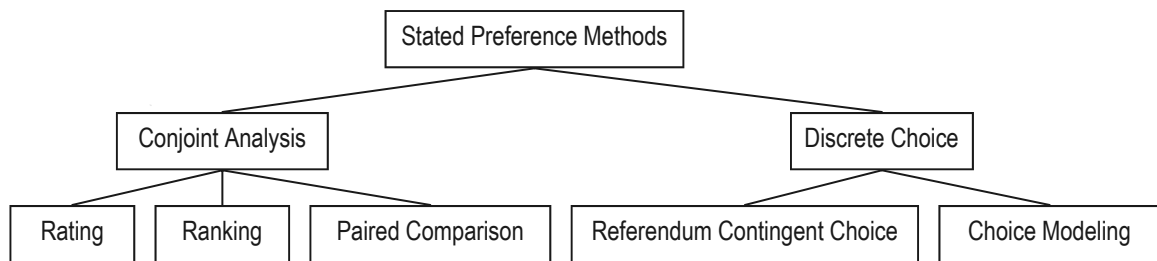 Stated Preference Methods
Conjoint Analysis
Discrete Choice
Rating
Ranking
Paired Comparison
Referendum Contingent Choice
Choice Modeling